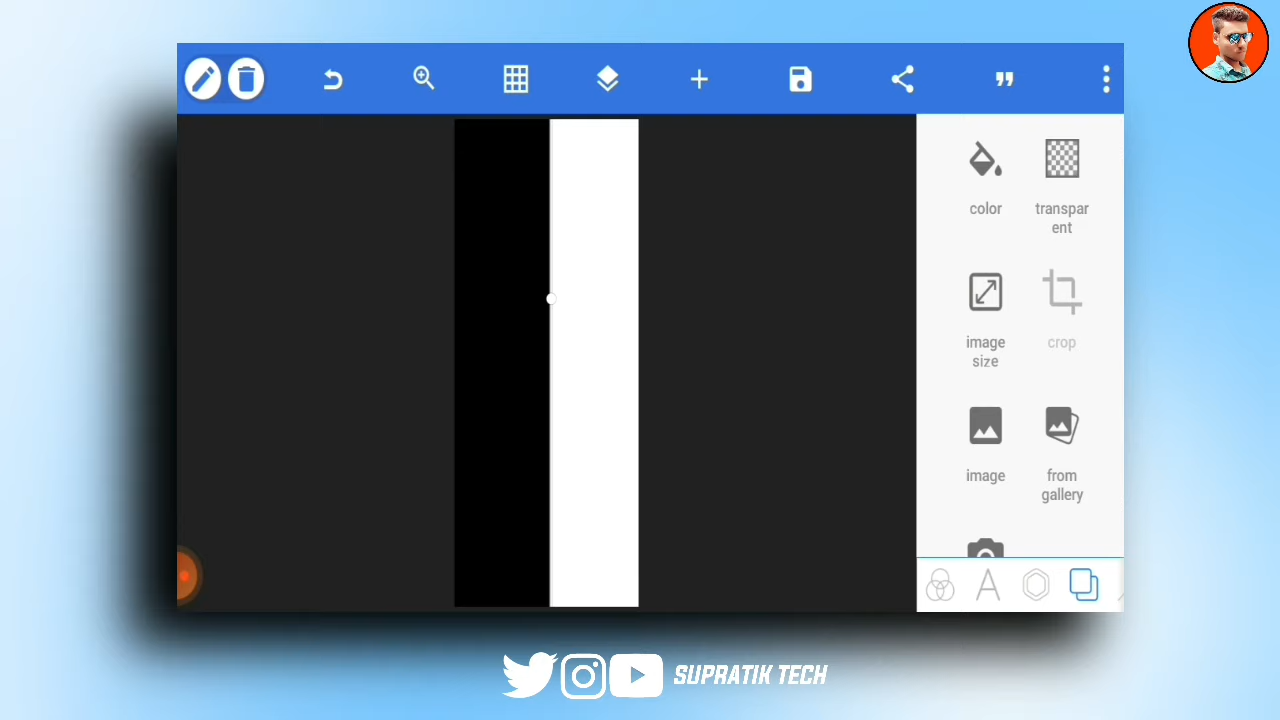 color
transpar
ent
image
size
crop
image
from
gallery
SUPRATIK TECH